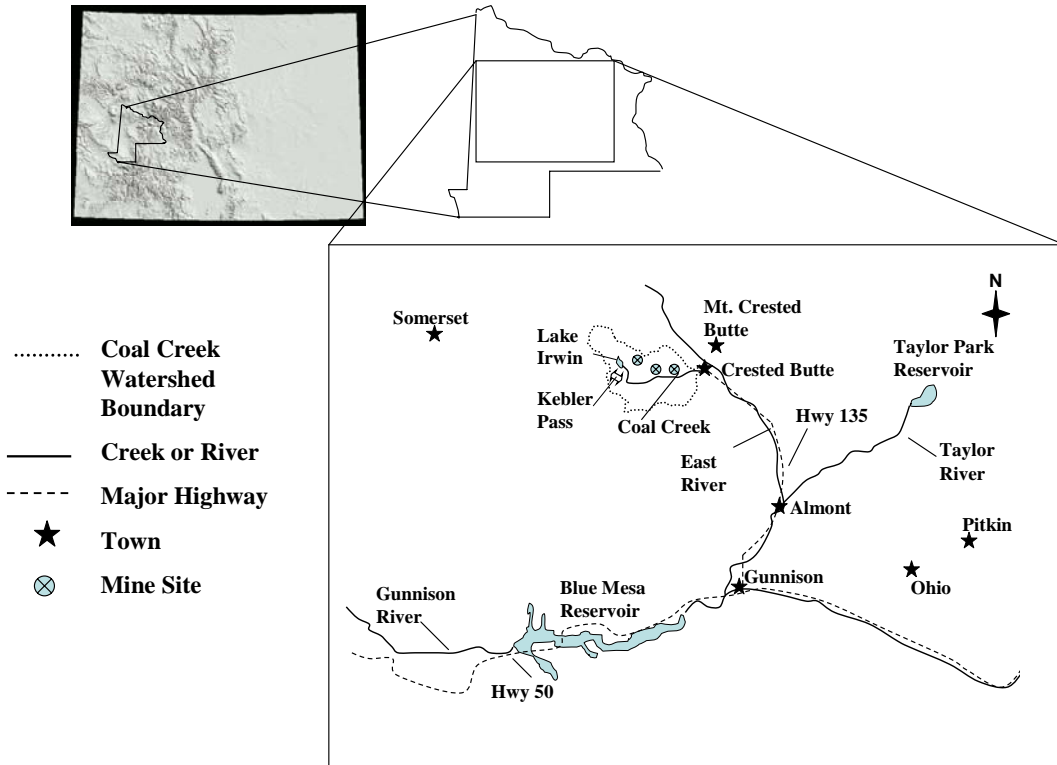 Coal Creek
Watershed
Boundary
Creek or River
Major Highway
Town
Mine Site
N
Somerset
Mt. Crested
Butte
Lake
Irwin
Taylor Park
Reservoir
Crested Butte
Kebler
Pass
Coal Creek
Hwy 135
East
River
Taylor
River
Almont
Pitkin
Gunnison
Ohio
Blue Mesa
Reservoir
Gunnison
River
Hwy 50